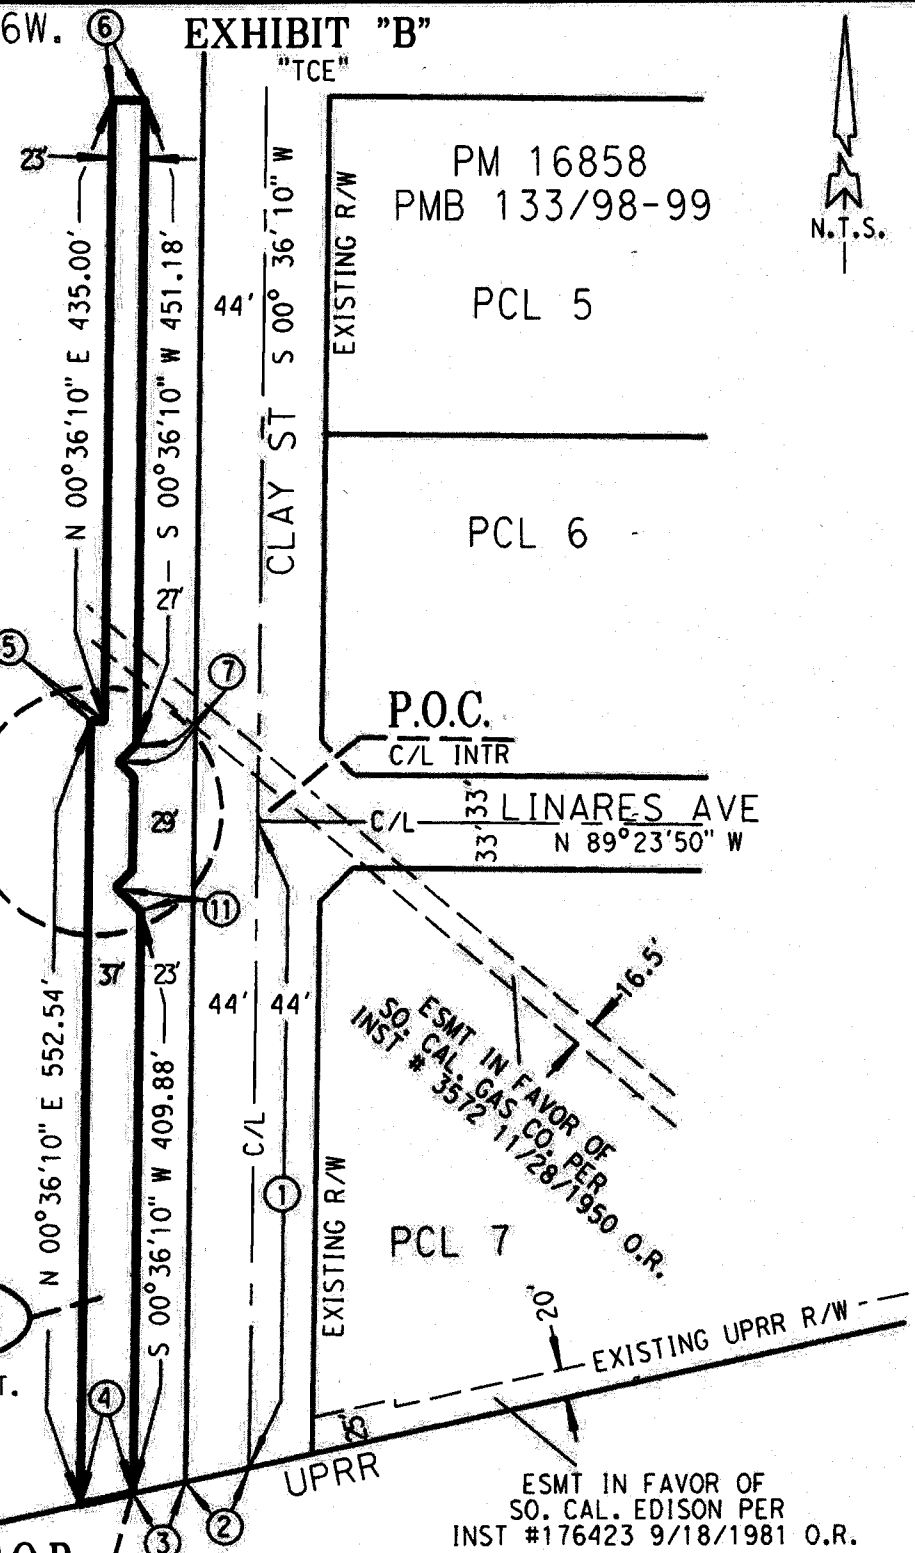 6W.
6
EXHIBIT "B"
"TCE"
23'
N 00°36'10" E 435.00'
S 00°36'10" W 451.18'
44'
CLAY ST S 00° 36'10" W
EXISTING R/W
PM 16858
PMB 133/98-99
PCL 5
N.T.S.
PCL 6
27'
5
7
P.O.C.
C/L INTR
29'
C/L
33'
33'
LINARES AVE
N 89°23'50" W
11
37'
23'
44'
44'
16.5'
ESMT IN FAVOR OF
SO. CAL. GAS CO. PER
INST # 3572 11/28/1950 O.R.
N 00°36'10" E 552.54'
S 00°36'10" W 409.88'
C/L
1
EXISTING R/W
PCL 7
20'
EXISTING UPRR R/W
T.
4
25'
UPRR
3
2
ESMT IN FAVOR OF
SO. CAL. EDISON PER
INST #176423 9/18/1981 O.R.